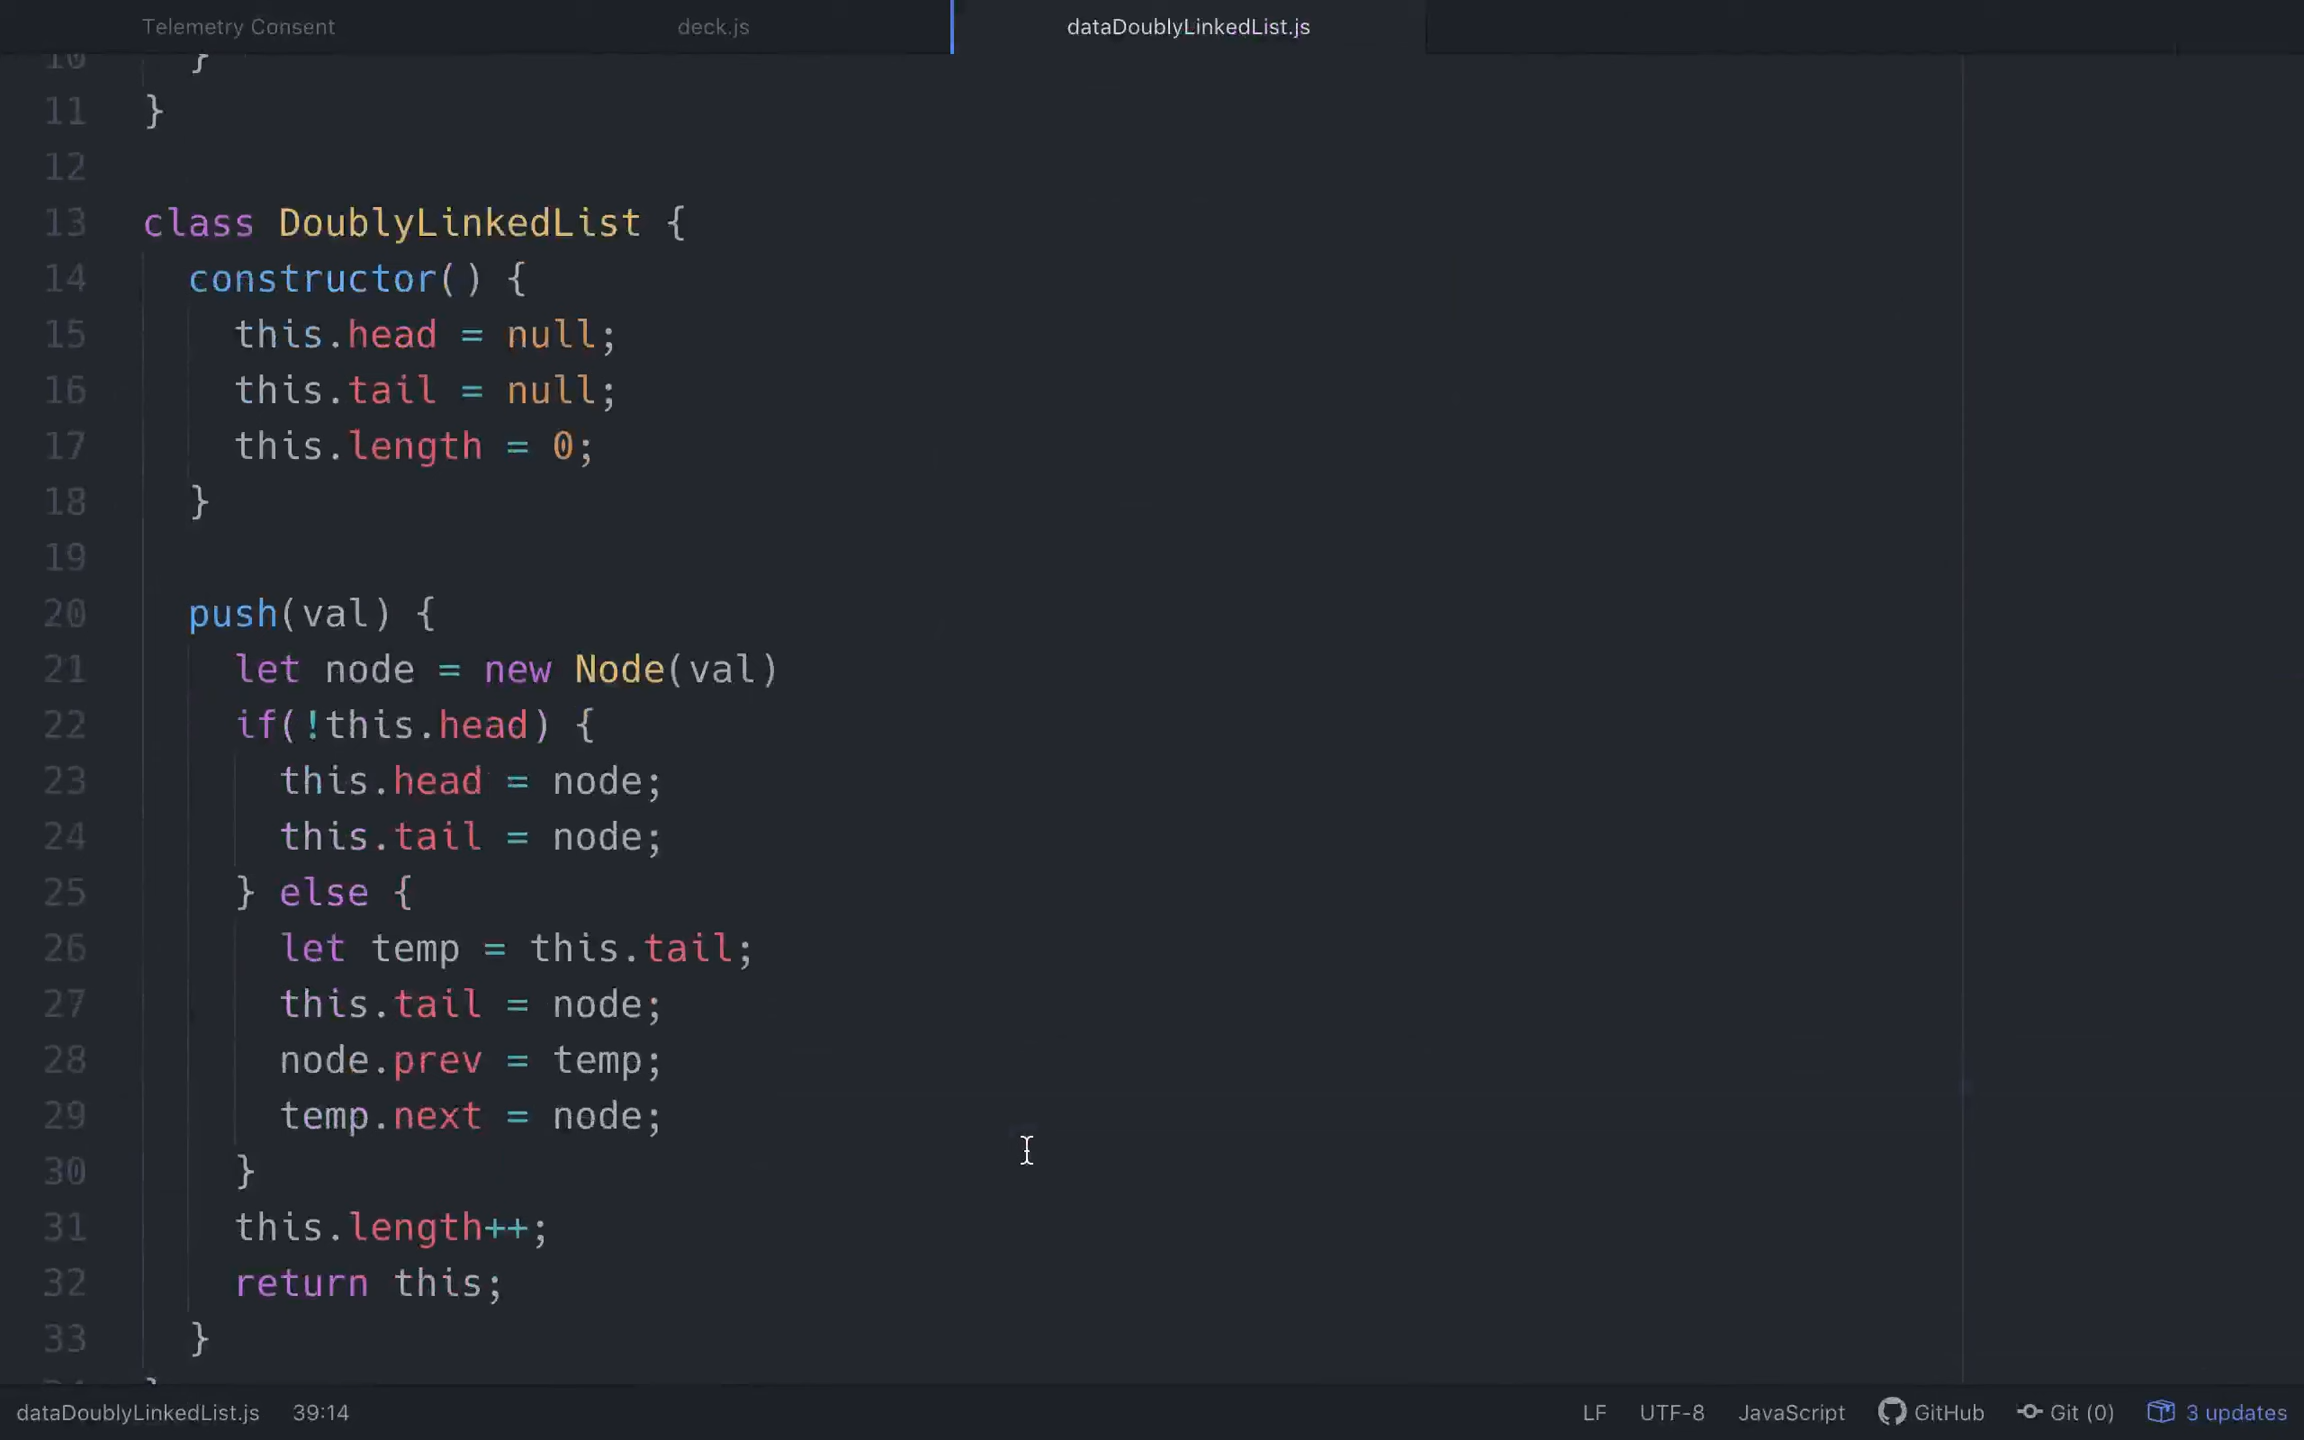 Telemetry Consent deck.js dataDoublyLinkedList.js
10 }
11 }
12
13 class DoublyLinkedList {
14 constructor() {
15 this.head = null;
16 this.tail = null;
17 this.length = 0;
18 }
19
20 push(val) {
21 let node = new Node(val)
22 if(!this.head) {
23 this.head = node;
24 this.tail = node;
25 } else {
26 let temp = this.tail;
27 this.tail = node;
28 node.prev = temp;
29 temp.next = node;
30 }
31 this.length++;
32 return this;
33 }
dataDoublyLinkedList.js 39:14 LF UTF-8 JavaScript GitHub Git (0) 3 updates